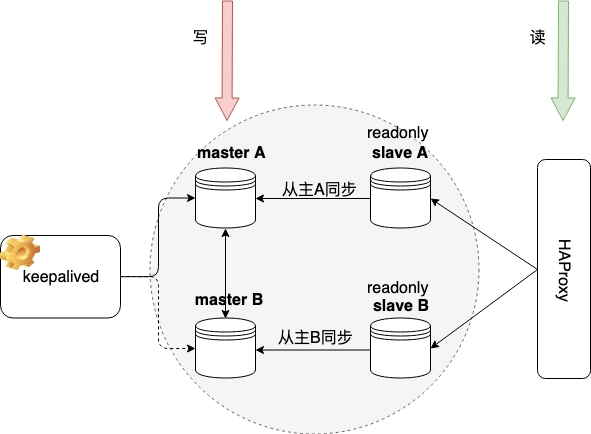 写
读
readonly
master A
slave A
从主A同步
keepalived
HAProxy
readonly
master B
slave B
从主B同步